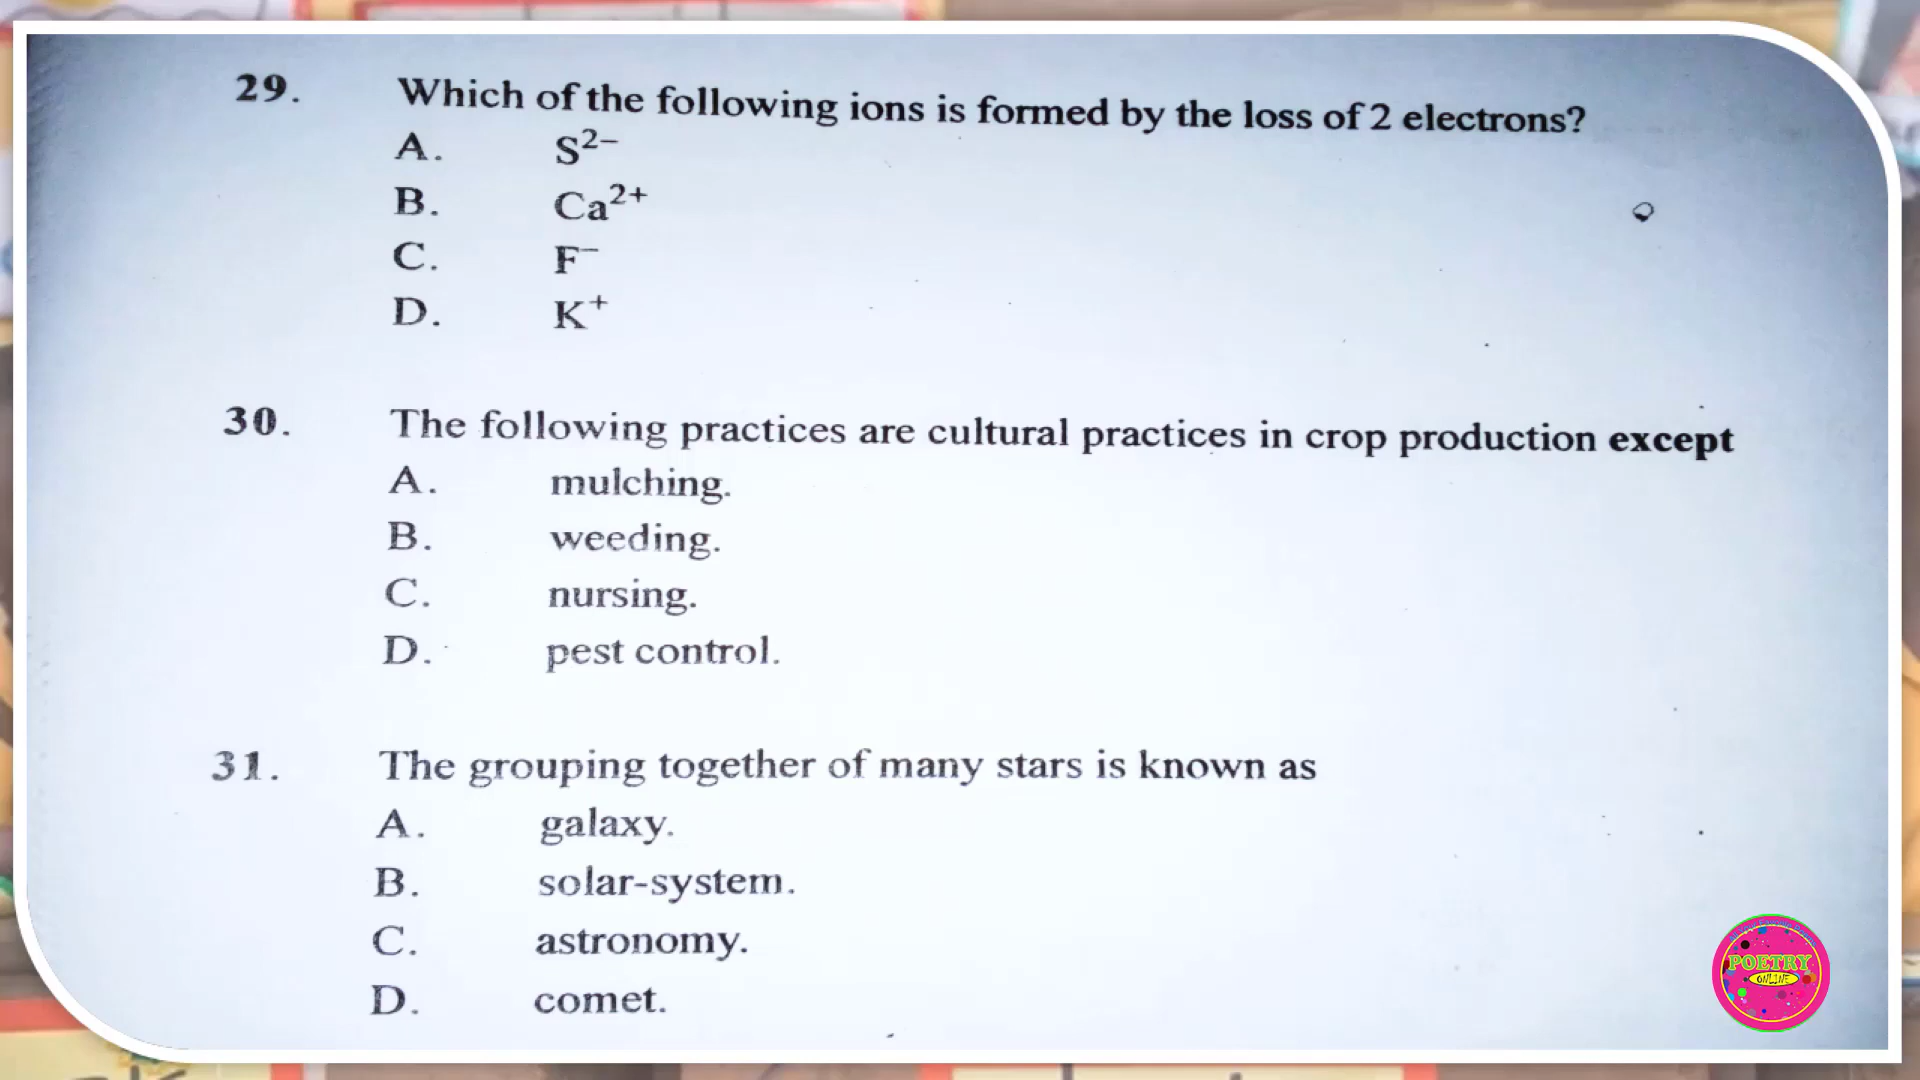 29. Which of the following ions is formed by the loss of 2 electrons?
A. S²⁻
B. Ca²⁺
C. F⁻
D. K⁺
30. The following practices are cultural practices in crop production except
A. mulching.
B. weeding.
C. nursing.
D. pest control.
31. The grouping together of many stars is known as
A. galaxy.
B. solar-system.
C. astronomy.
D. comet.
POETRY
ONLINE